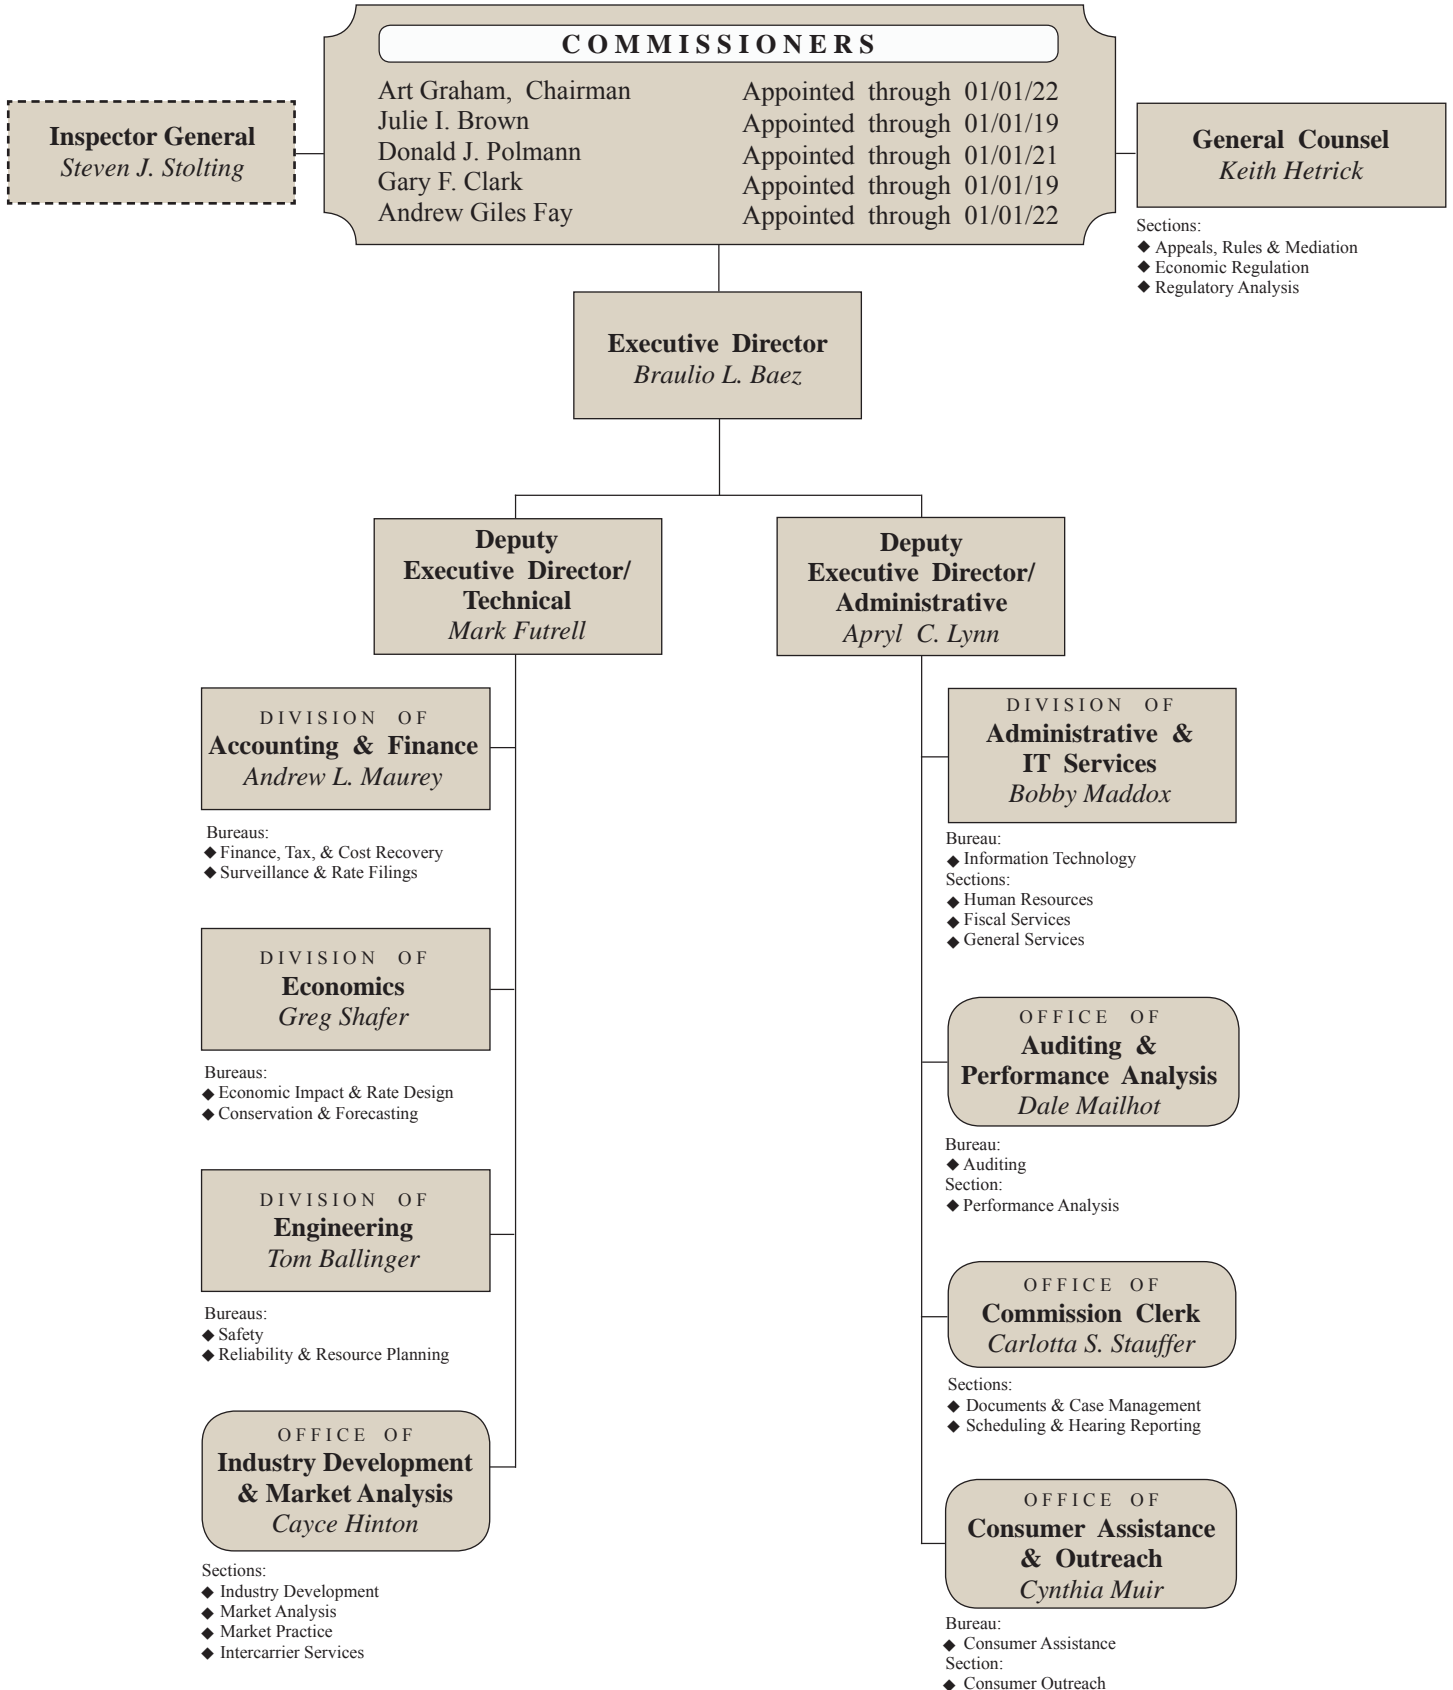 COMMISSIONERS
Art Graham, Chairman Appointed through 01/01/22
Julie I. Brown Appointed through 01/01/19
Donald J. Polmann Appointed through 01/01/21
Gary F. Clark Appointed through 01/01/19
Andrew Giles Fay Appointed through 01/01/22
Inspector General
Steven J. Stolting
General Counsel
Keith Hetrick
Sections:
◆ Appeals, Rules & Mediation
◆ Economic Regulation
◆ Regulatory Analysis
Executive Director
Braulio L. Baez
Deputy
Executive Director/
Technical
Mark Futrell
Deputy
Executive Director/
Administrative
Apryl C. Lynn
DIVISION OF
Accounting & Finance
Andrew L. Maurey
Bureaus:
◆ Finance, Tax, & Cost Recovery
◆ Surveillance & Rate Filings
DIVISION OF
Economics
Greg Shafer
Bureaus:
◆ Economic Impact & Rate Design
◆ Conservation & Forecasting
DIVISION OF
Engineering
Tom Ballinger
Bureaus:
◆ Safety
◆ Reliability & Resource Planning
OFFICE OF
Industry Development
& Market Analysis
Cayce Hinton
Sections:
◆ Industry Development
◆ Market Analysis
◆ Market Practice
◆ Intercarrier Services
DIVISION OF
Administrative &
IT Services
Bobby Maddox
Bureau:
◆ Information Technology
Sections:
◆ Human Resources
◆ Fiscal Services
◆ General Services
OFFICE OF
Auditing &
Performance Analysis
Dale Mailhot
Bureau:
◆ Auditing
Section:
◆ Performance Analysis
OFFICE OF
Commission Clerk
Carlotta S. Stauffer
Sections:
◆ Documents & Case Management
◆ Scheduling & Hearing Reporting
OFFICE OF
Consumer Assistance
& Outreach
Cynthia Muir
Bureau:
◆ Consumer Assistance
Section:
◆ Consumer Outreach